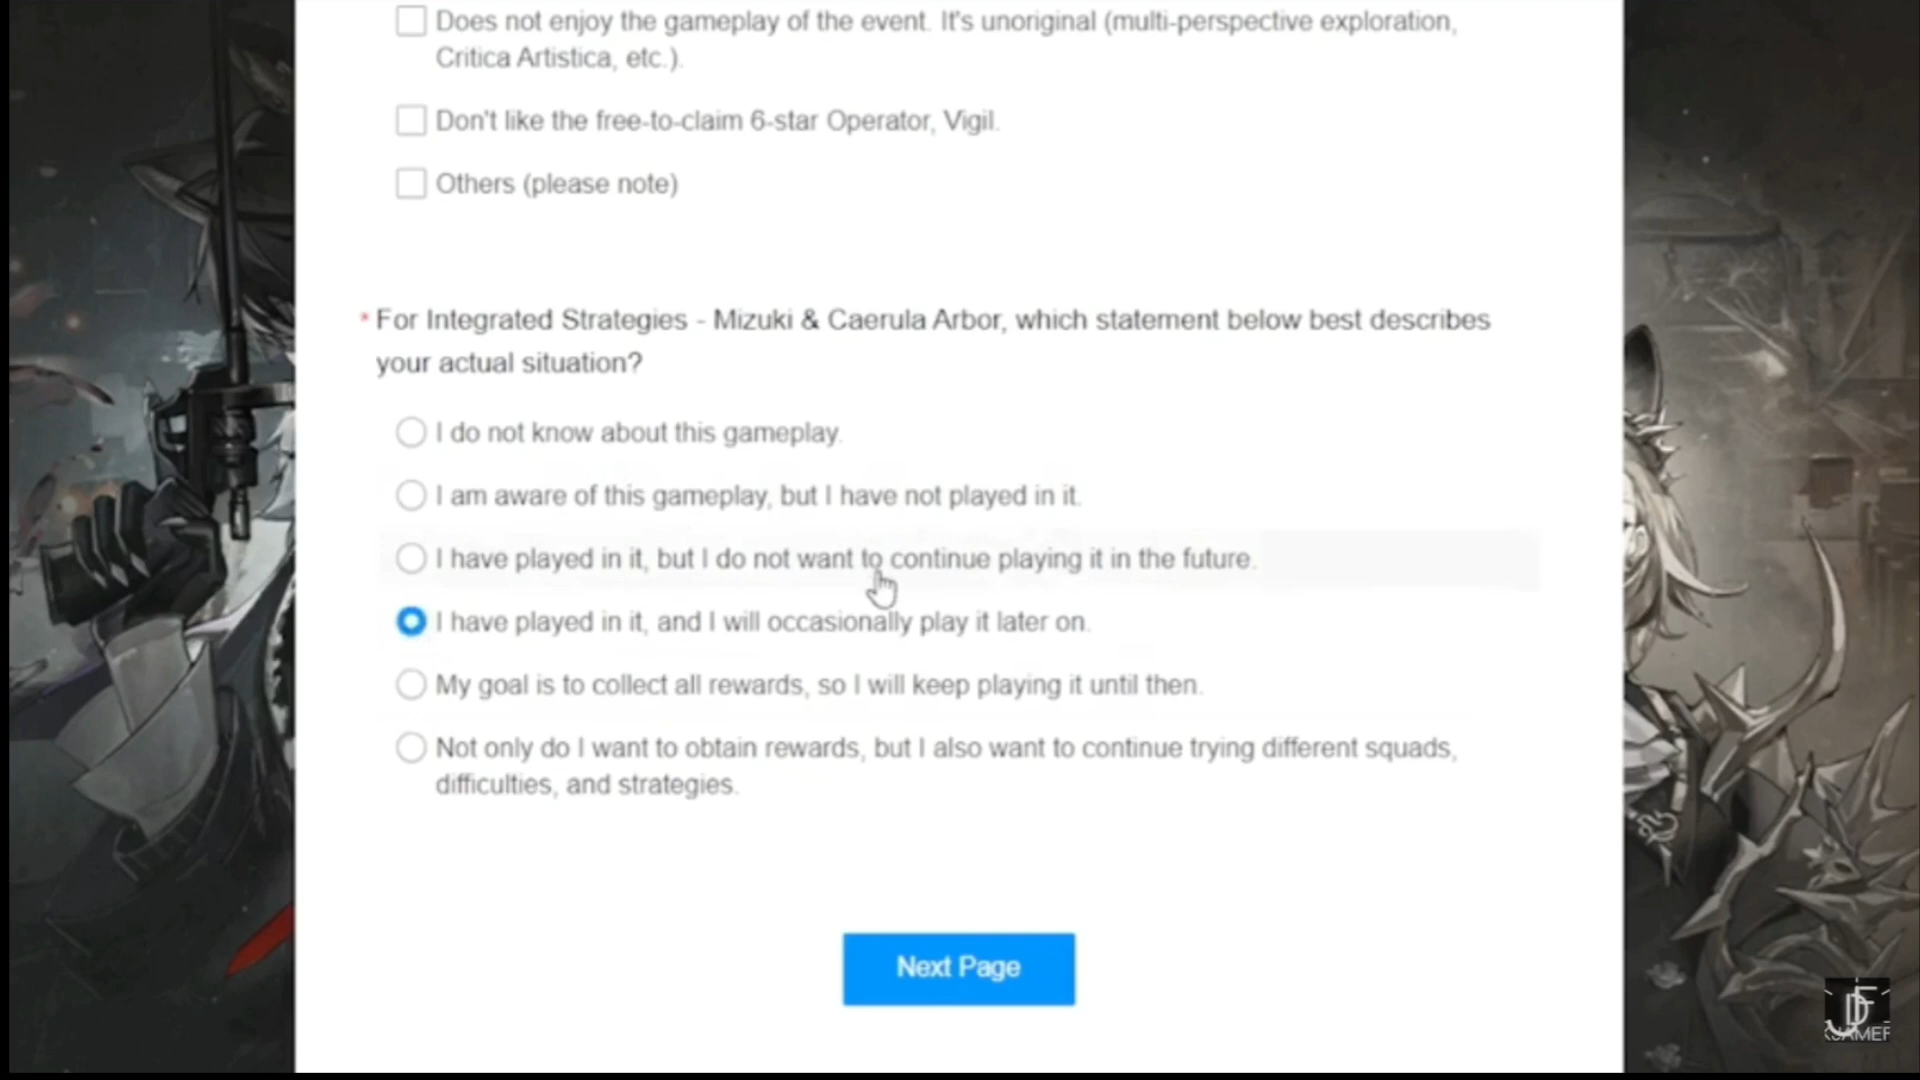 Does not enjoy the gameplay of the event. It's unoriginal (multi-perspective exploration,
Critica Artistica, etc.).
Don't like the free-to-claim 6-star Operator, Vigil.
Others (please note)
* For Integrated Strategies - Mizuki & Caerula Arbor, which statement below best describes
your actual situation?
I do not know about this gameplay.
I am aware of this gameplay, but I have not played in it.
I have played in it, but I do not want to continue playing it in the future.
I have played in it, and I will occasionally play it later on.
My goal is to collect all rewards, so I will keep playing it until then.
Not only do I want to obtain rewards, but I also want to continue trying different squads,
difficulties, and strategies.
Next Page